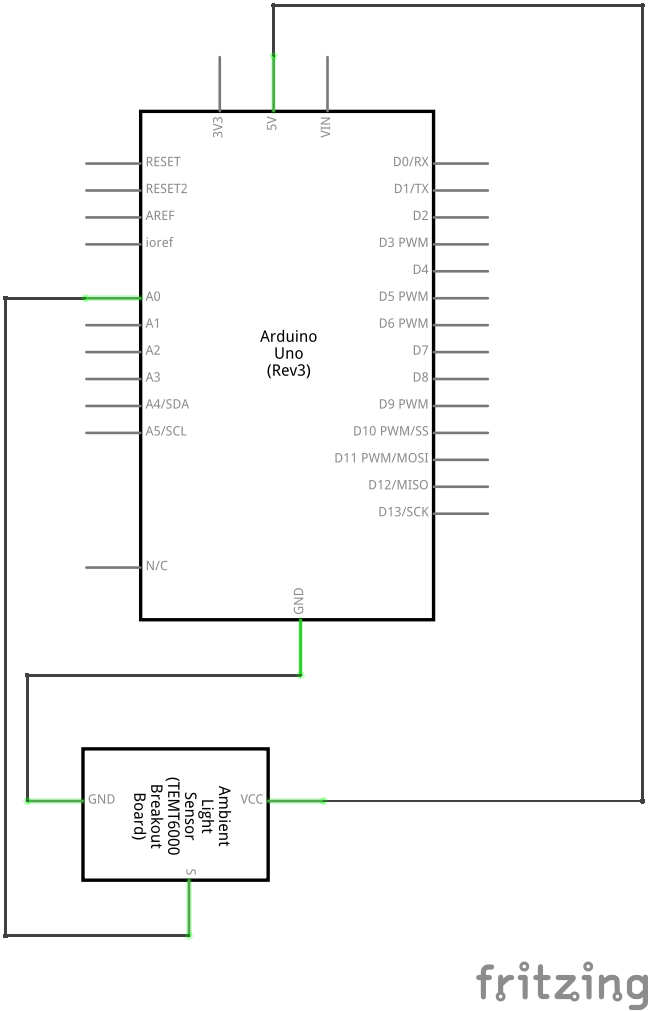 3V3
5V
VIN
RESET
RESET2
AREF
ioref
A0
A1
A2
A3
A4/SDA
A5/SCL
N/C
D0/RX
D1/TX
D2
D3 PWM
D4
D5 PWM
D6 PWM
D7
D8
D9 PWM
D10 PWM/SS
D11 PWM/MOSI
D12/MISO
D13/SCK
Arduino
Uno
(Rev3)
GND
GND
VCC
S
Ambient
Light
Sensor
(TEMT6000
Breakout
Board)
fritzing